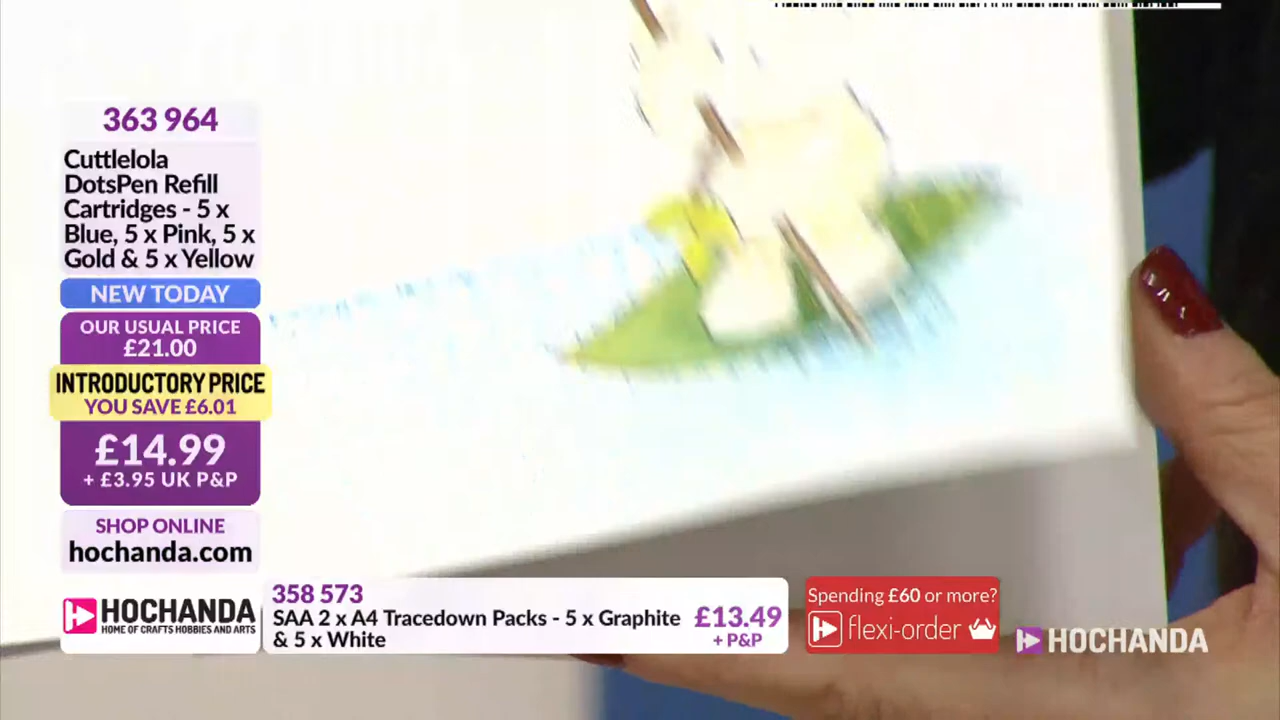 363 964
Cuttlelola
DotsPen Refill
Cartridges - 5 x
Blue, 5 x Pink, 5 x
Gold & 5 x Yellow
NEW TODAY
OUR USUAL PRICE
£21.00
INTRODUCTORY PRICE
YOU SAVE £6.01
£14.99
+ £3.95 UK P&P
SHOP ONLINE
hochanda.com
HOCHANDA
HOME OF CRAFTS HOBBIES AND ARTS
358 573
SAA 2 x A4 Tracedown Packs - 5 x Graphite
& 5 x White
£13.49
+ P&P
Spending £60 or more?
flexi-order
HOCHANDA